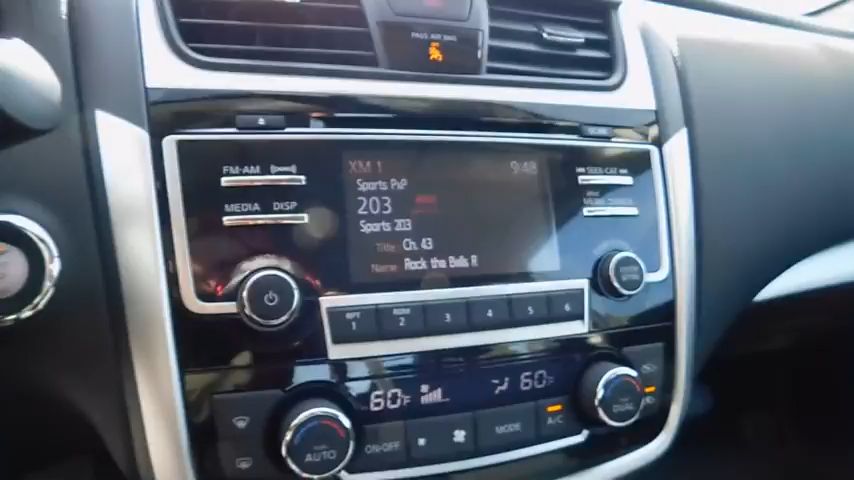 PASS AIR BAG
FM·AM
MEDIA DISP
XM 1
9:48
Sports PxP
203
Sports 203
Title Ch. 43
Name Rock the Bells R
SEEK·CAT
RPT 1
RDM 2
3
4
5
6
60°F
60°F
AUTO
ON·OFF
MODE
A/C
DUAL